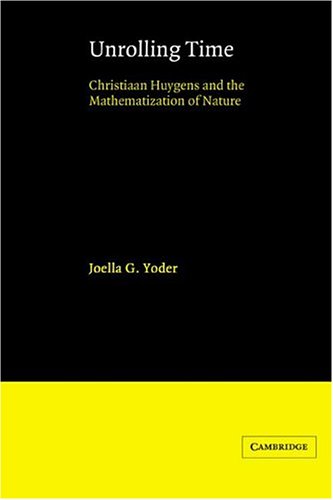 Unrolling Time
Christiaan Huygens and the
Mathematization of Nature
Joella G. Yoder
CAMBRIDGE